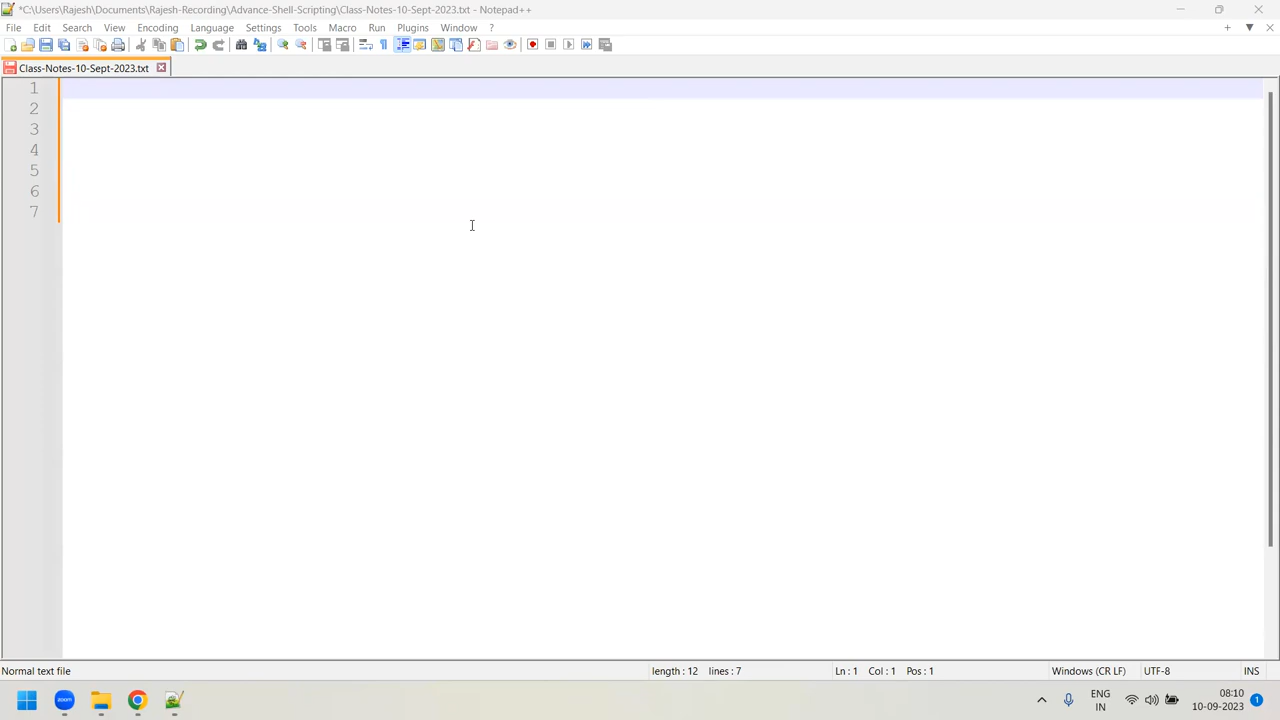 *C:\Users\Rajesh\Documents\Rajesh-Recording\Advance-Shell-Scripting\Class-Notes-10-Sept-2023.txt - Notepad++
File Edit Search View Encoding Language Settings Tools Macro Run Plugins Window ?
Class-Notes-10-Sept-2023.txt
1
2
3
4
5
6
7
Normal text file length : 12 lines : 7 Ln : 1 Col : 1 Pos : 1 Windows (CR LF) UTF-8 INS
zoom ENG 08:10
IN 10-09-2023 1